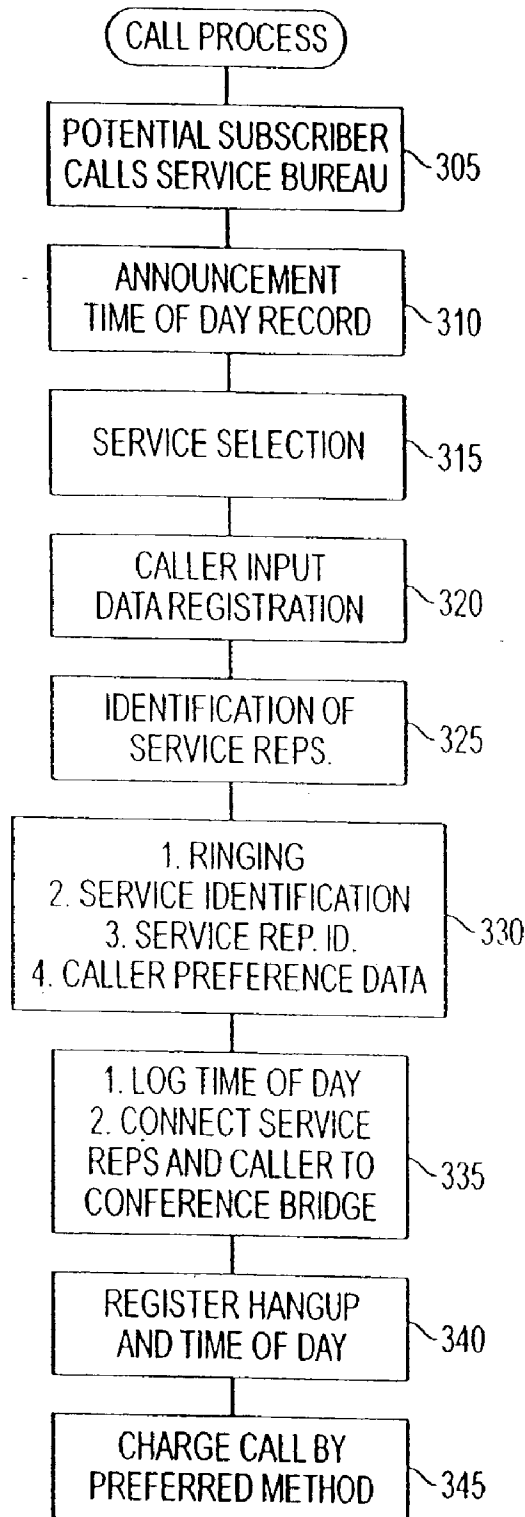 CALL PROCESS
POTENTIAL SUBSCRIBER
CALLS SERVICE BUREAU
305
ANNOUNCEMENT
TIME OF DAY RECORD
310
SERVICE SELECTION
315
CALLER INPUT
DATA REGISTRATION
320
IDENTIFICATION OF
SERVICE REPS.
325
1. RINGING
2. SERVICE IDENTIFICATION
3. SERVICE REP. ID.
4. CALLER PREFERENCE DATA
330
1. LOG TIME OF DAY
2. CONNECT SERVICE
REPS AND CALLER TO
CONFERENCE BRIDGE
335
REGISTER HANGUP
AND TIME OF DAY
340
CHARGE CALL BY
PREFERRED METHOD
345